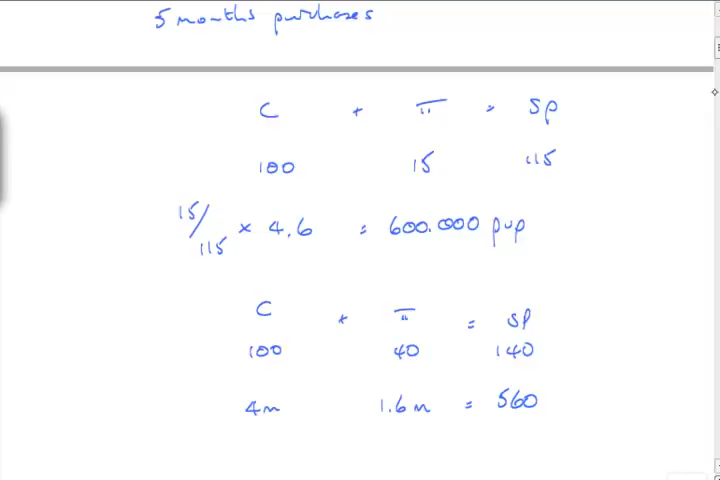 5 months purchases
C + π = SP
100 15 115
15/115 × 4.6 = 600.000 pup
C + π = SP
100 40 140
4m 1.6m = 560